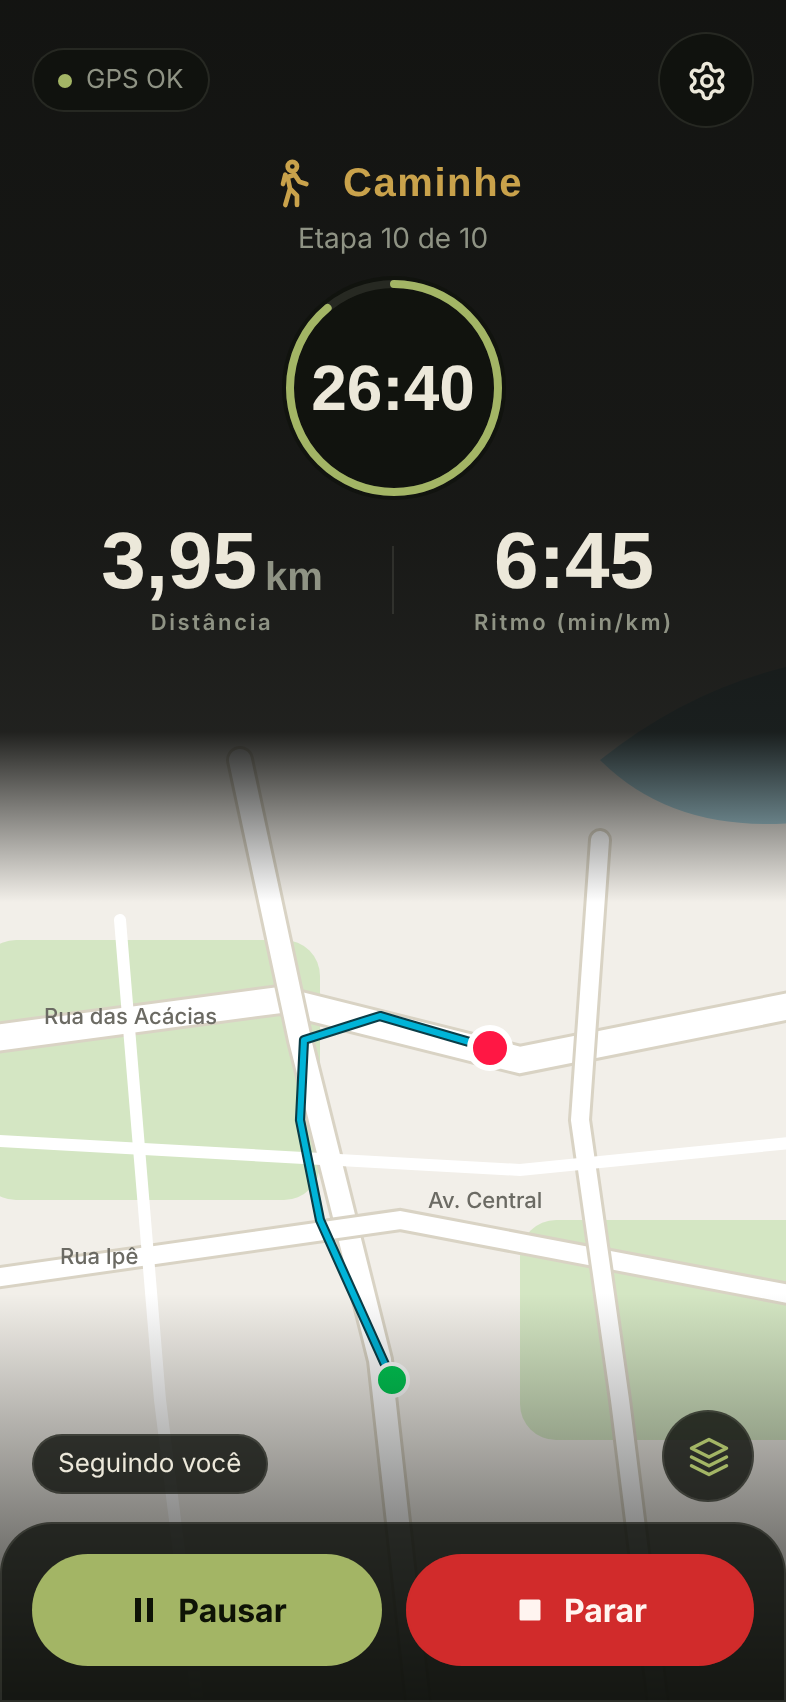 GPS OK
Caminhe
Etapa 10 de 10
26:40
3,95 km
Distância
6:45
Ritmo (min/km)
Rua das Acácias
Av. Central
Rua Ipê
Seguindo você
Pausar
Parar